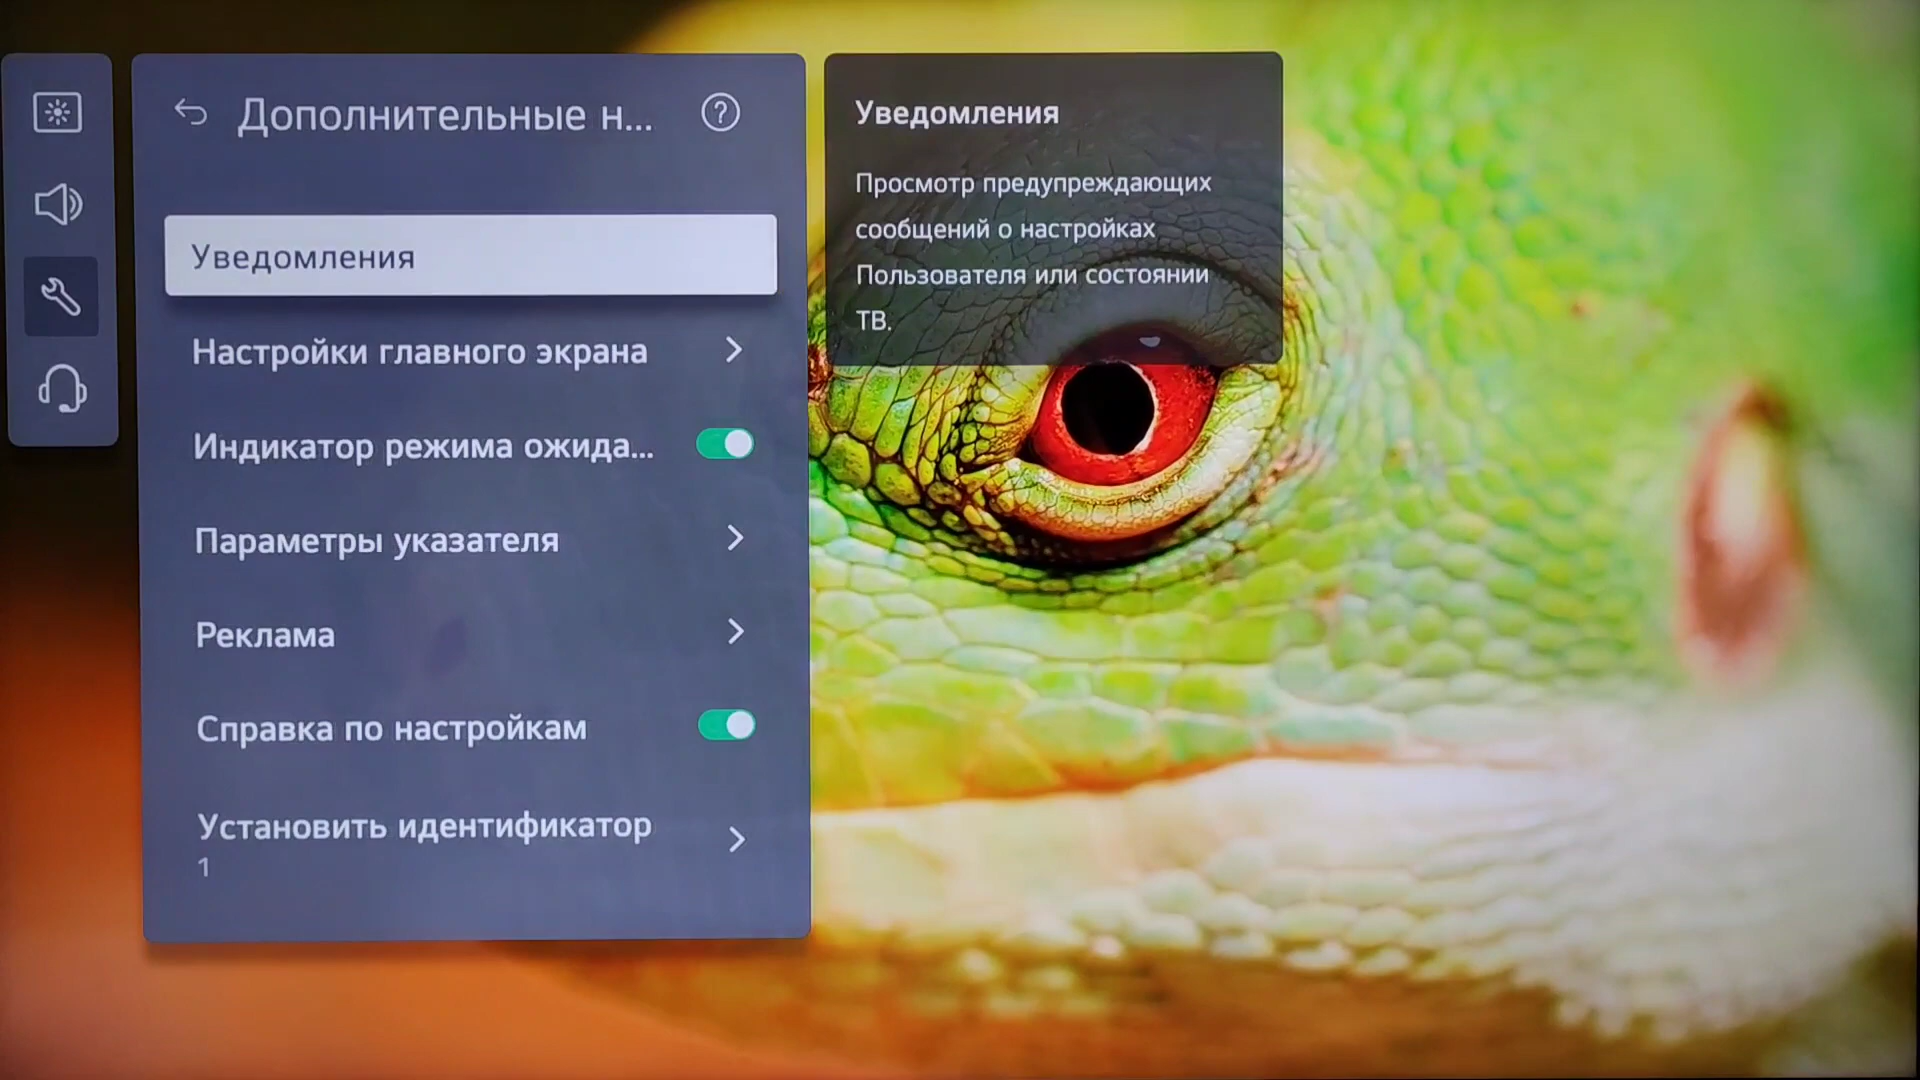 Дополнительные н...
Уведомления
Настройки главного экрана
Индикатор режима ожида...
Параметры указателя
Реклама
Справка по настройкам
Установить идентификатор
1
Уведомления
Просмотр предупреждающих
сообщений о настройках
Пользователя или состоянии
ТВ.